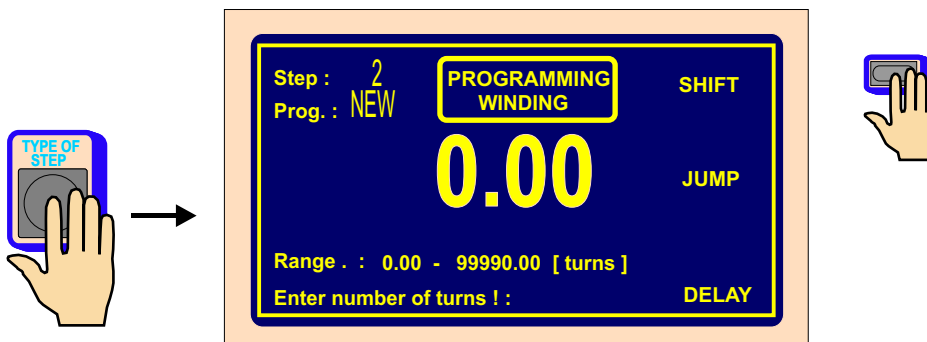 TYPE OF
STEP
Step : 2
Prog. : NEW
PROGRAMMING
WINDING
SHIFT
0.00
JUMP
Range . : 0.00 - 99990.00 [ turns ]
Enter number of turns ! :
DELAY